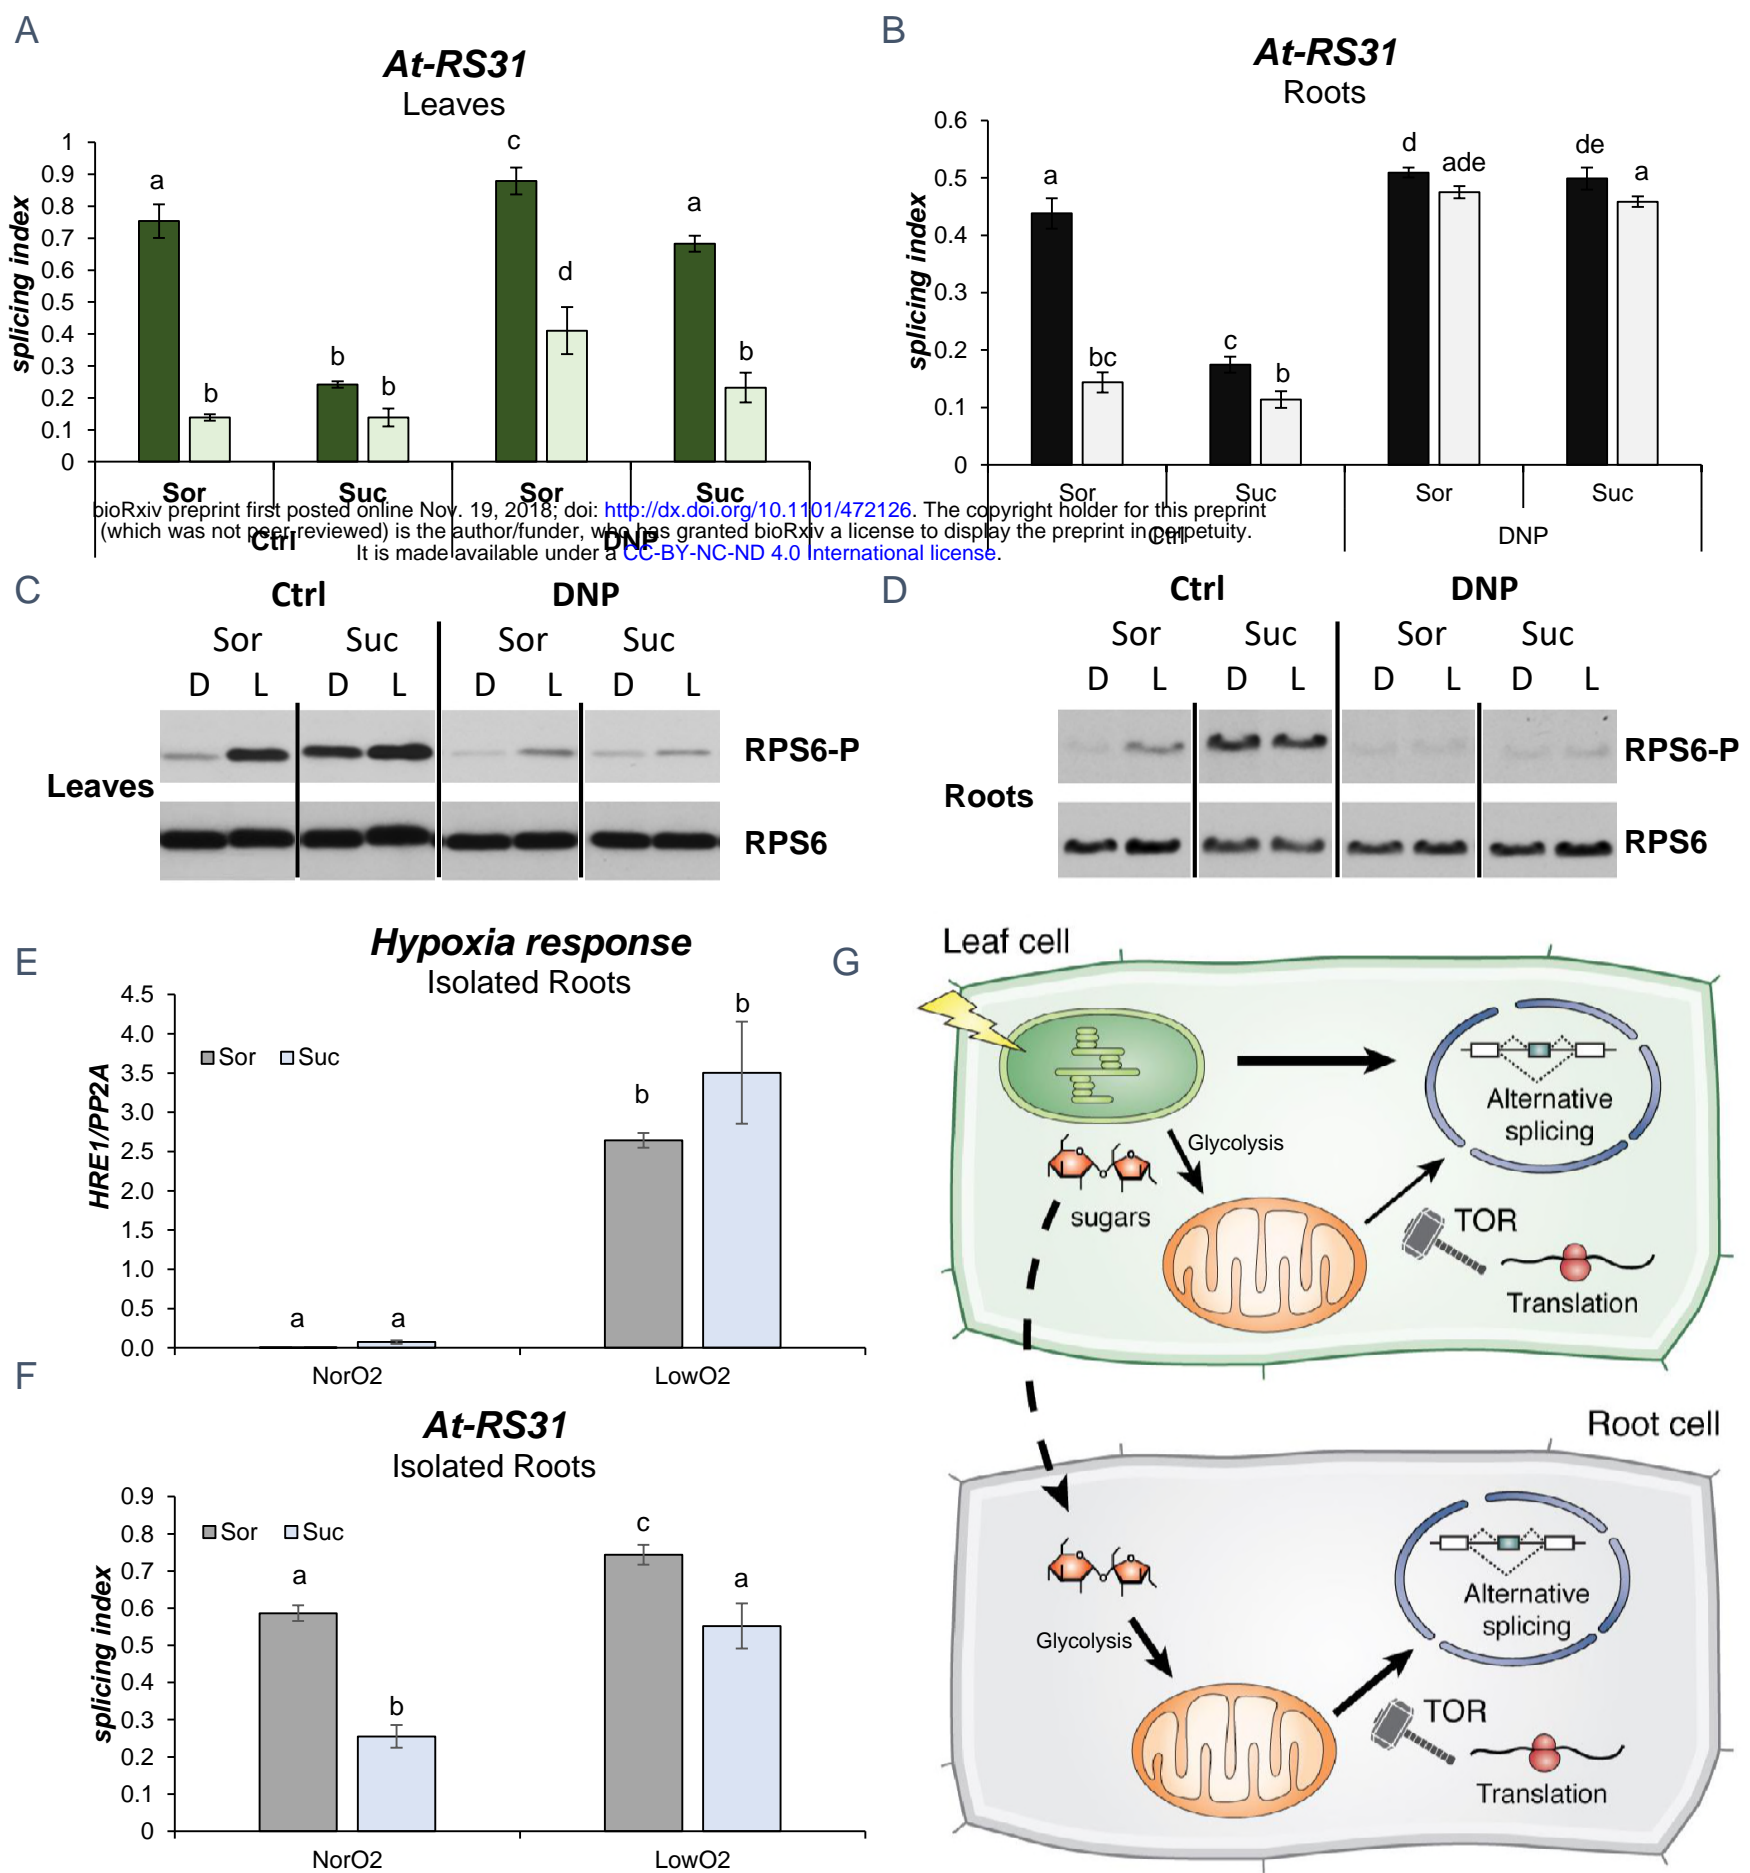 A
At-RS31
Leaves
splicing index
1
0.9
0.8
0.7
0.6
0.5
0.4
0.3
0.2
0.1
0
a
b
b
b
c
d
a
b
Sor
Suc
Sor
Suc
Ctrl
DNP
B
At-RS31
Roots
splicing index
0.6
0.5
0.4
0.3
0.2
0.1
0
a
bc
c
b
d
ade
de
a
Sor
Suc
Sor
Suc
Ctrl
DNP
bioRxiv preprint first posted online Nov. 19, 2018; doi: http://dx.doi.org/10.1101/472126. The copyright holder for this preprint
(which was not peer-reviewed) is the author/funder, who has granted bioRxiv a license to display the preprint in perpetuity.
It is made available under a CC-BY-NC-ND 4.0 International license.
C
Ctrl DNP
Sor Suc Sor Suc
D L D L D L D L
Leaves
RPS6-P
RPS6
D
Ctrl DNP
Sor Suc Sor Suc
D L D L D L D L
Roots
RPS6-P
RPS6
E
Hypoxia response
Isolated Roots
HRE1/PP2A
4.5
4.0
3.5
3.0
2.5
2.0
1.5
1.0
0.5
0.0
Sor Suc
a
a
b
b
NorO2
LowO2
F
At-RS31
Isolated Roots
splicing index
0.9
0.8
0.7
0.6
0.5
0.4
0.3
0.2
0.1
0
Sor Suc
a
b
c
a
NorO2
LowO2
G
Leaf cell
Alternative
splicing
Glycolysis
sugars
TOR
Translation
Root cell
Alternative
splicing
Glycolysis
TOR
Translation